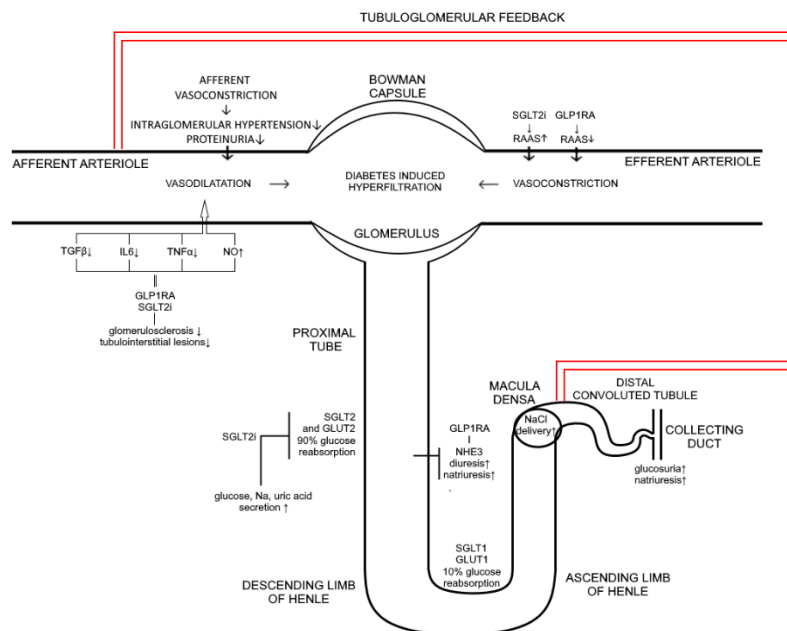 TUBULOGLOMERULAR FEEDBACK
AFFERENT
VASOCONSTRICTION
↓
INTRAGLOMERULAR HYPERTENSION↓
PROTEINURIA↓
BOWMAN
CAPSULE
SGLT2i
↓
RAAS↑
GLP1RA
↓
RAAS↓
AFFERENT ARTERIOLE
EFFERENT ARTERIOLE
VASODILATATION
→
DIABETES INDUCED
HYPERFILTRATION
←
VASOCONSTRICTION
GLOMERULUS
TGFβ↓
IL6↓
TNFα↓
NO↑
GLP1RA
SGLT2i
glomerulosclerosis ↓
tubulointerstitial lesions↓
PROXIMAL
TUBE
SGLT2
and GLUT2
90% glucose
reabsorption
SGLT2i
glucose, Na, uric acid
secretion ↑
GLP1RA
NHE3
diuresis↑
natriuresis↑
MACULA
DENSA
NaCl
delivery↑
DISTAL
CONVOLUTED TUBULE
COLLECTING
DUCT
glucosuria↑
natriuresis↑
SGLT1
GLUT1
10% glucose
reabsorption
DESCENDING LIMB
OF HENLE
ASCENDING LIMB
OF HENLE